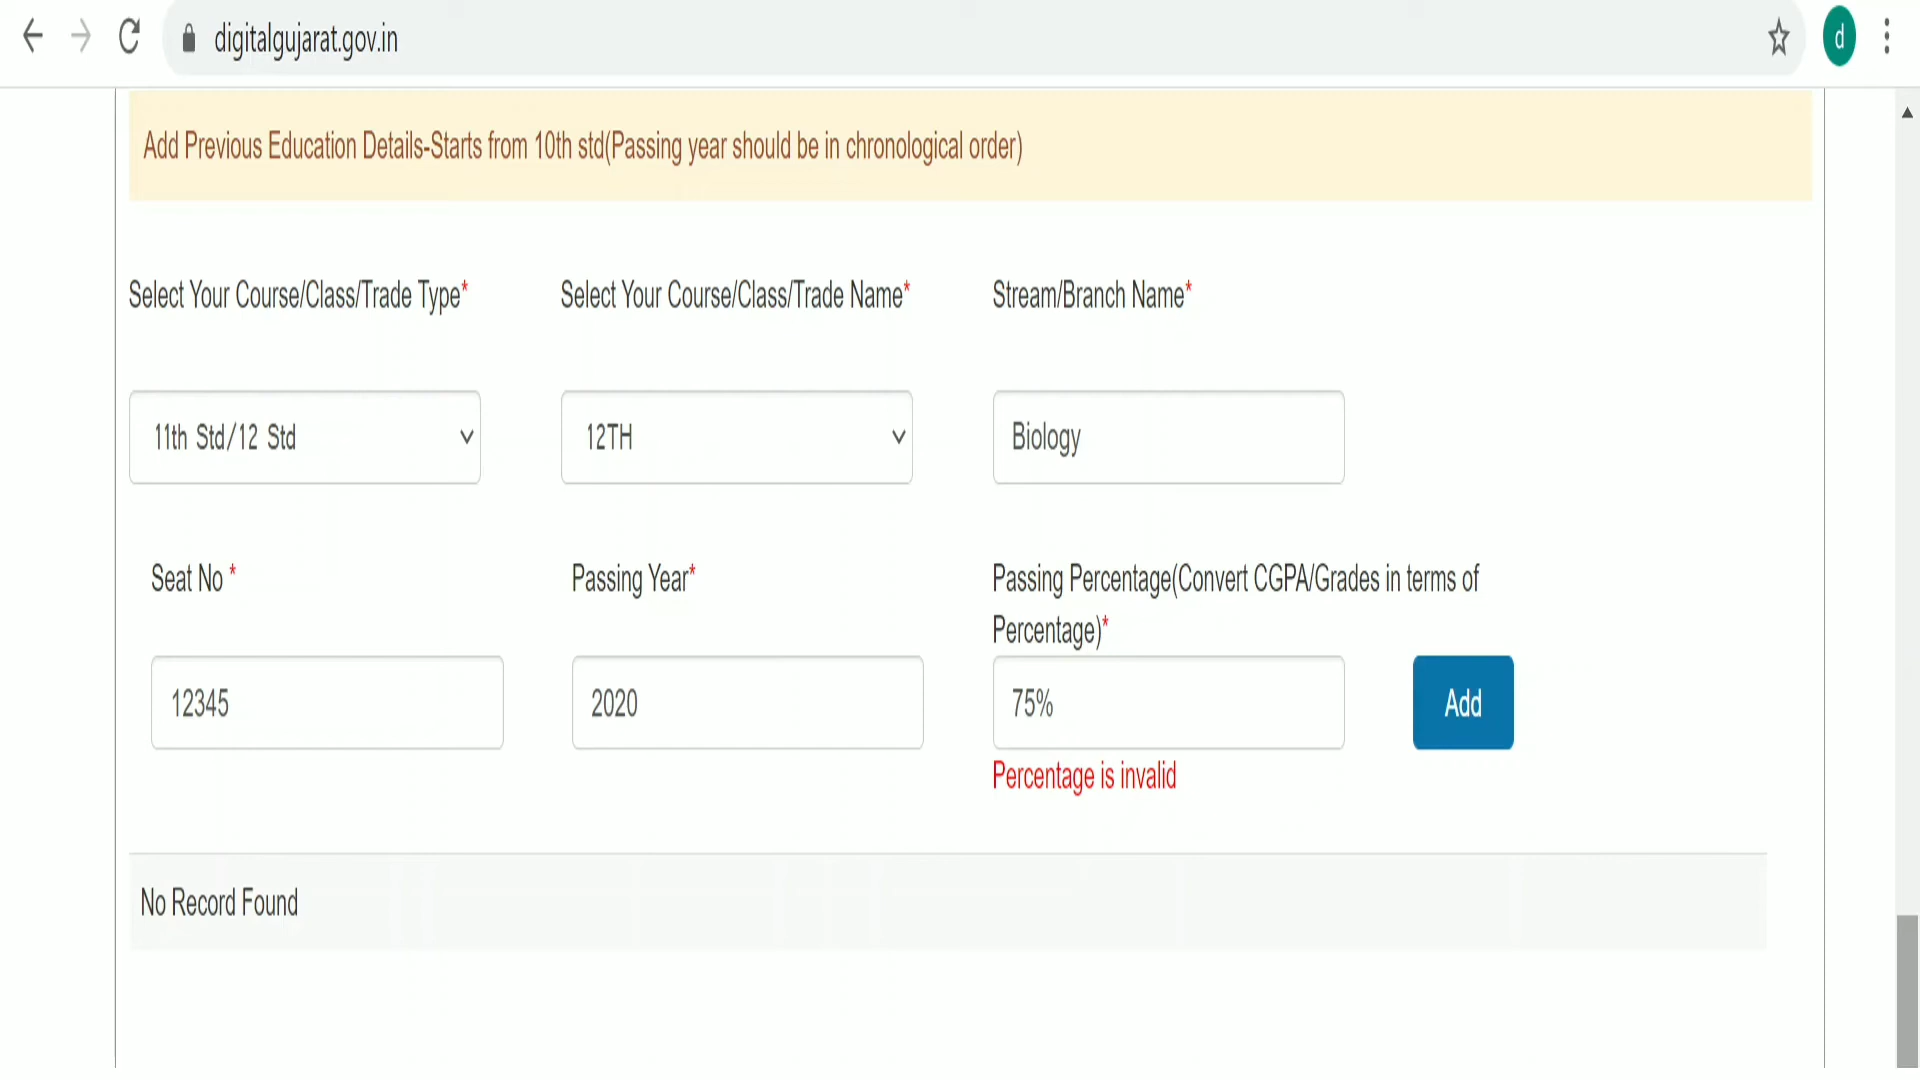 digitalgujarat.gov.in
d
Add Previous Education Details-Starts from 10th std(Passing year should be in chronological order)
Select Your Course/Class/Trade Type*
Select Your Course/Class/Trade Name*
Stream/Branch Name*
11th Std/12 Std
12TH
Biology
Seat No *
Passing Year*
Passing Percentage(Convert CGPA/Grades in terms of
Percentage)*
12345
2020
75%
Add
Percentage is invalid
No Record Found